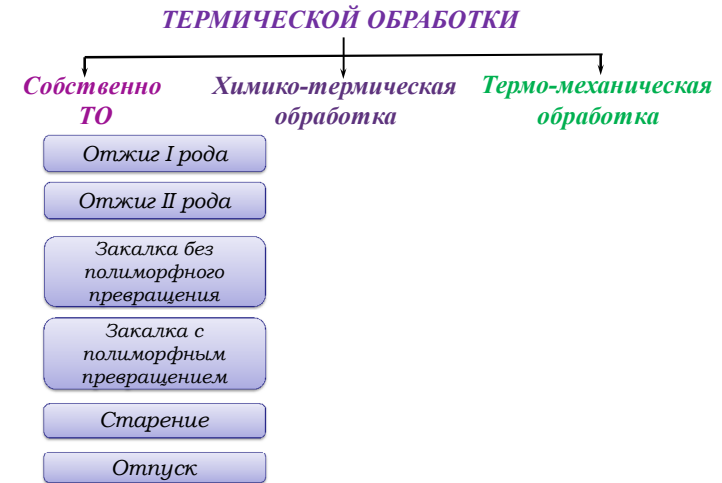 ТЕРМИЧЕСКОЙ ОБРАБОТКИ
Собственно
ТО
Химико-термическая
обработка
Термо-механическая
обработка
Отжиг I рода
Отжиг II рода
Закалка без
полиморфного
превращения
Закалка с
полиморфным
превращением
Старение
Отпуск